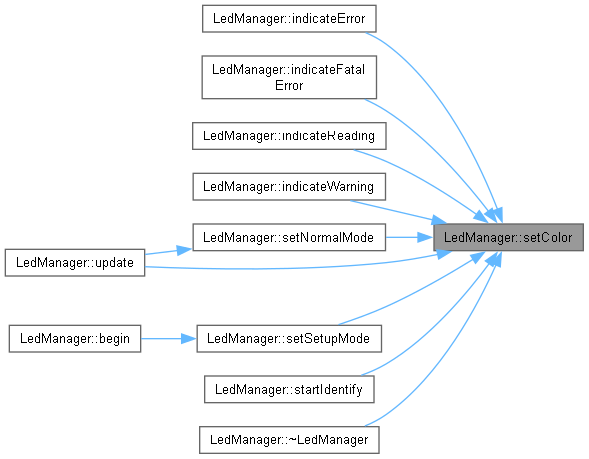 LedManager::indicateError
LedManager::indicateFatal
Error
LedManager::indicateReading
LedManager::indicateWarning
LedManager::setNormalMode
LedManager::setColor
LedManager::update
LedManager::begin
LedManager::setSetupMode
LedManager::startIdentify
LedManager::~LedManager